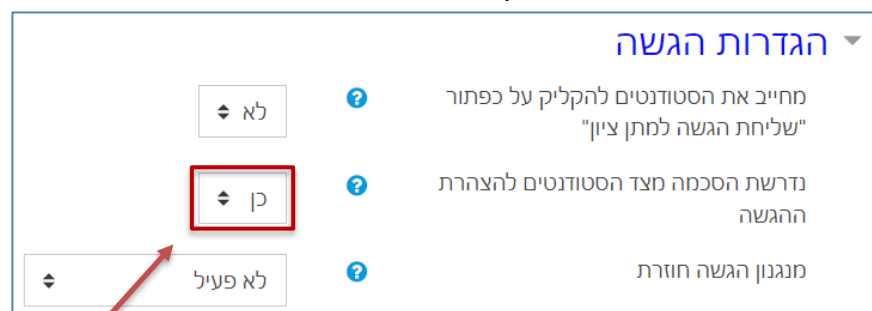 הגדרות הגשה
מחייב את הסטודנטים להקליק על כפתור
"שליחת הגשה למתן ציון"
לא
נדרשת הסכמה מצד הסטודנטים להצהרת
ההגשה
כן
מנגנון הגשה חוזרת
לא פעיל